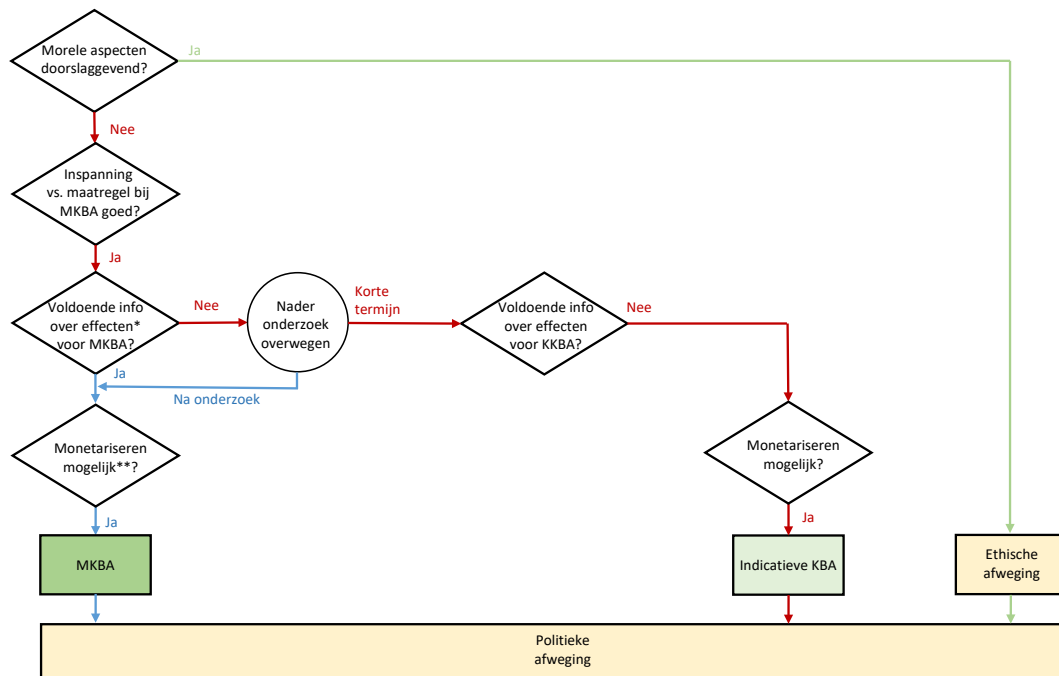 Morele aspecten
doorslaggevend?
Ja
Nee
Inspanning
vs. maatregel bij
MKBA goed?
Ja
Voldoende info
over effecten*
voor MKBA?
Nee
Nader
onderzoek
overwegen
Korte
termijn
Voldoende info
over effecten
voor KKBA?
Nee
Ja
Na onderzoek
Monetariseren
mogelijk**?
Monetariseren
mogelijk?
Ja
Ja
MKBA
Indicatieve KBA
Ethische
afweging
Politieke
afweging